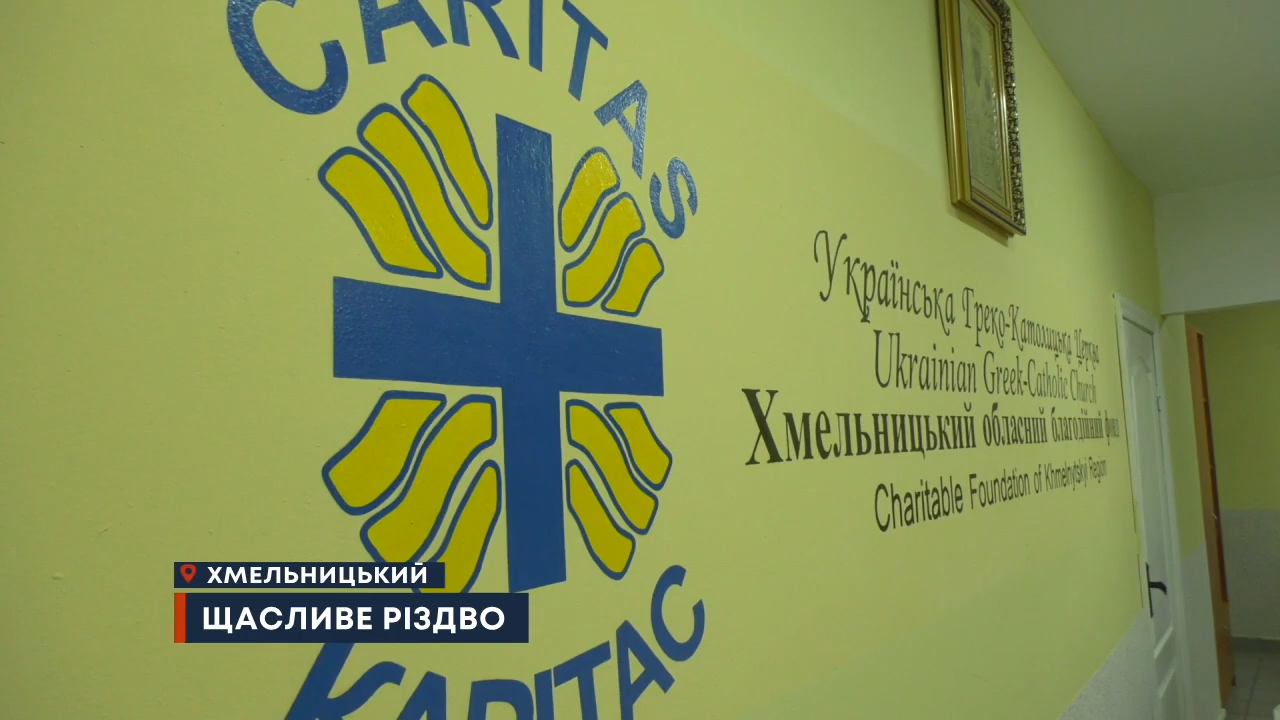 CARITAS
КАРІТАС
Українська Греко-Католицька Церква
Ukrainian Greek-Catholic Church
Хмельницький обласний благодійний фонд
Charitable Foundation of Khmelnytskyi Region
ХМЕЛЬНИЦЬКИЙ
ЩАСЛИВЕ РІЗДВО